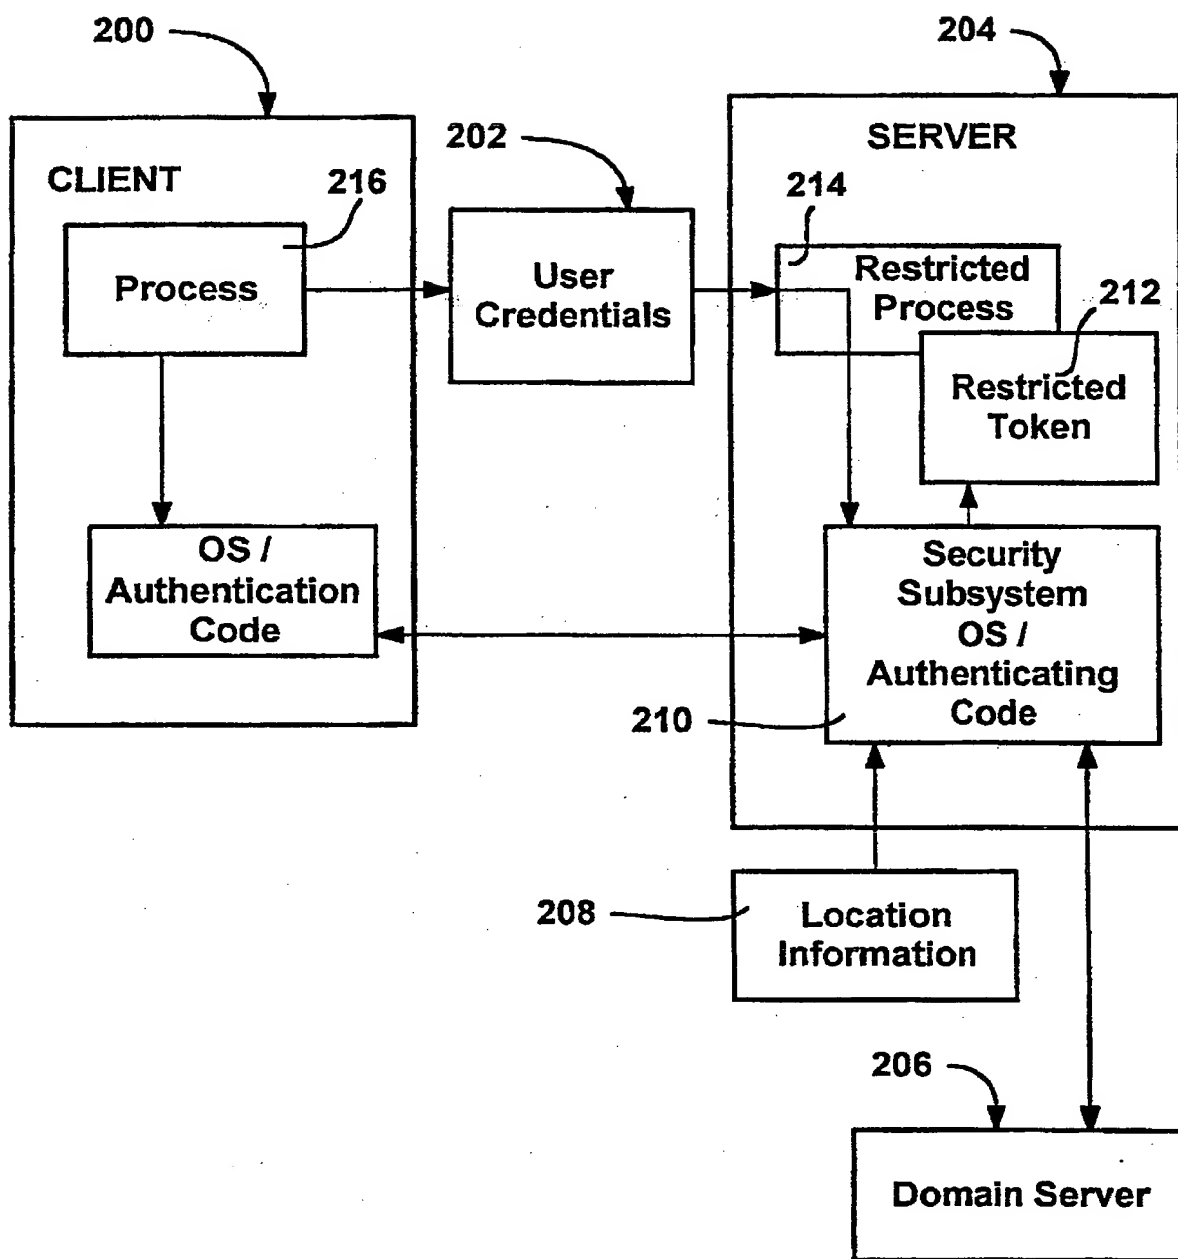 200
204
202
SERVER
CLIENT
216
214
Process
User
Credentials
Restricted
Process
212
Restricted
Token
OS /
Authentication
Code
Security
Subsystem
OS /
Authenticating
Code
210
208
Location
Information
206
Domain Server